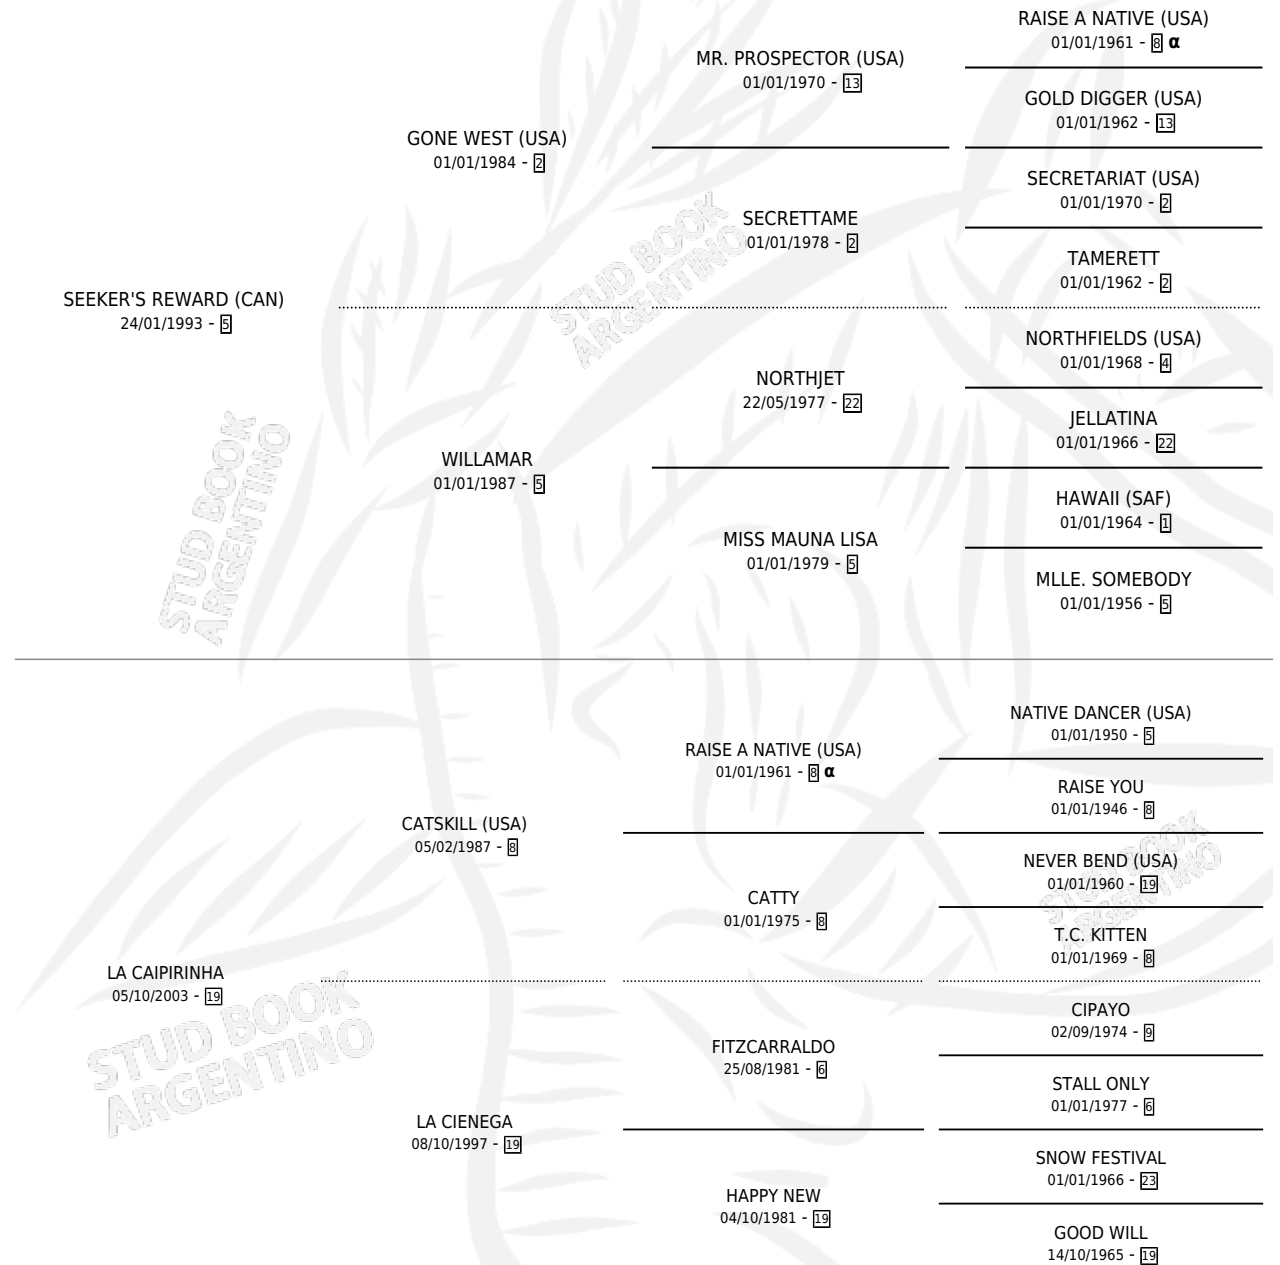 RAISE A NATIVE (USA)
01/01/1961 - 8 α
MR. PROSPECTOR (USA)
01/01/1970 - 13
GOLD DIGGER (USA)
01/01/1962 - 13
GONE WEST (USA)
01/01/1984 - 2
SECRETARIAT (USA)
01/01/1970 - 2
SECRETTAME
01/01/1978 - 2
TAMERETT
01/01/1962 - 2
SEEKER'S REWARD (CAN)
24/01/1993 - 5
NORTHFIELDS (USA)
01/01/1968 - 4
NORTHJET
22/05/1977 - 22
JELLATINA
01/01/1966 - 22
WILLAMAR
01/01/1987 - 5
HAWAII (SAF)
01/01/1964 - 1
MISS MAUNA LISA
01/01/1979 - 5
MLLE. SOMEBODY
01/01/1956 - 5
STUD BOOK
ARGENTINO
STUD BOOK
ARGENTINO
NATIVE DANCER (USA)
01/01/1950 - 5
RAISE A NATIVE (USA)
01/01/1961 - 8 α
RAISE YOU
01/01/1946 - 8
CATSKILL (USA)
05/02/1987 - 8
NEVER BEND (USA)
01/01/1960 - 19
CATTY
01/01/1975 - 8
T.C. KITTEN
01/01/1969 - 8
LA CAIPIRINHA
05/10/2003 - 19
CIPAYO
02/09/1974 - 9
FITZCARRALDO
25/08/1981 - 6
STALL ONLY
01/01/1977 - 6
LA CIENEGA
08/10/1997 - 19
SNOW FESTIVAL
01/01/1966 - 23
HAPPY NEW
04/10/1981 - 19
GOOD WILL
14/10/1965 - 19
STUD BOOK
ARGENTINO
STUD BOOK
ARGENTINO